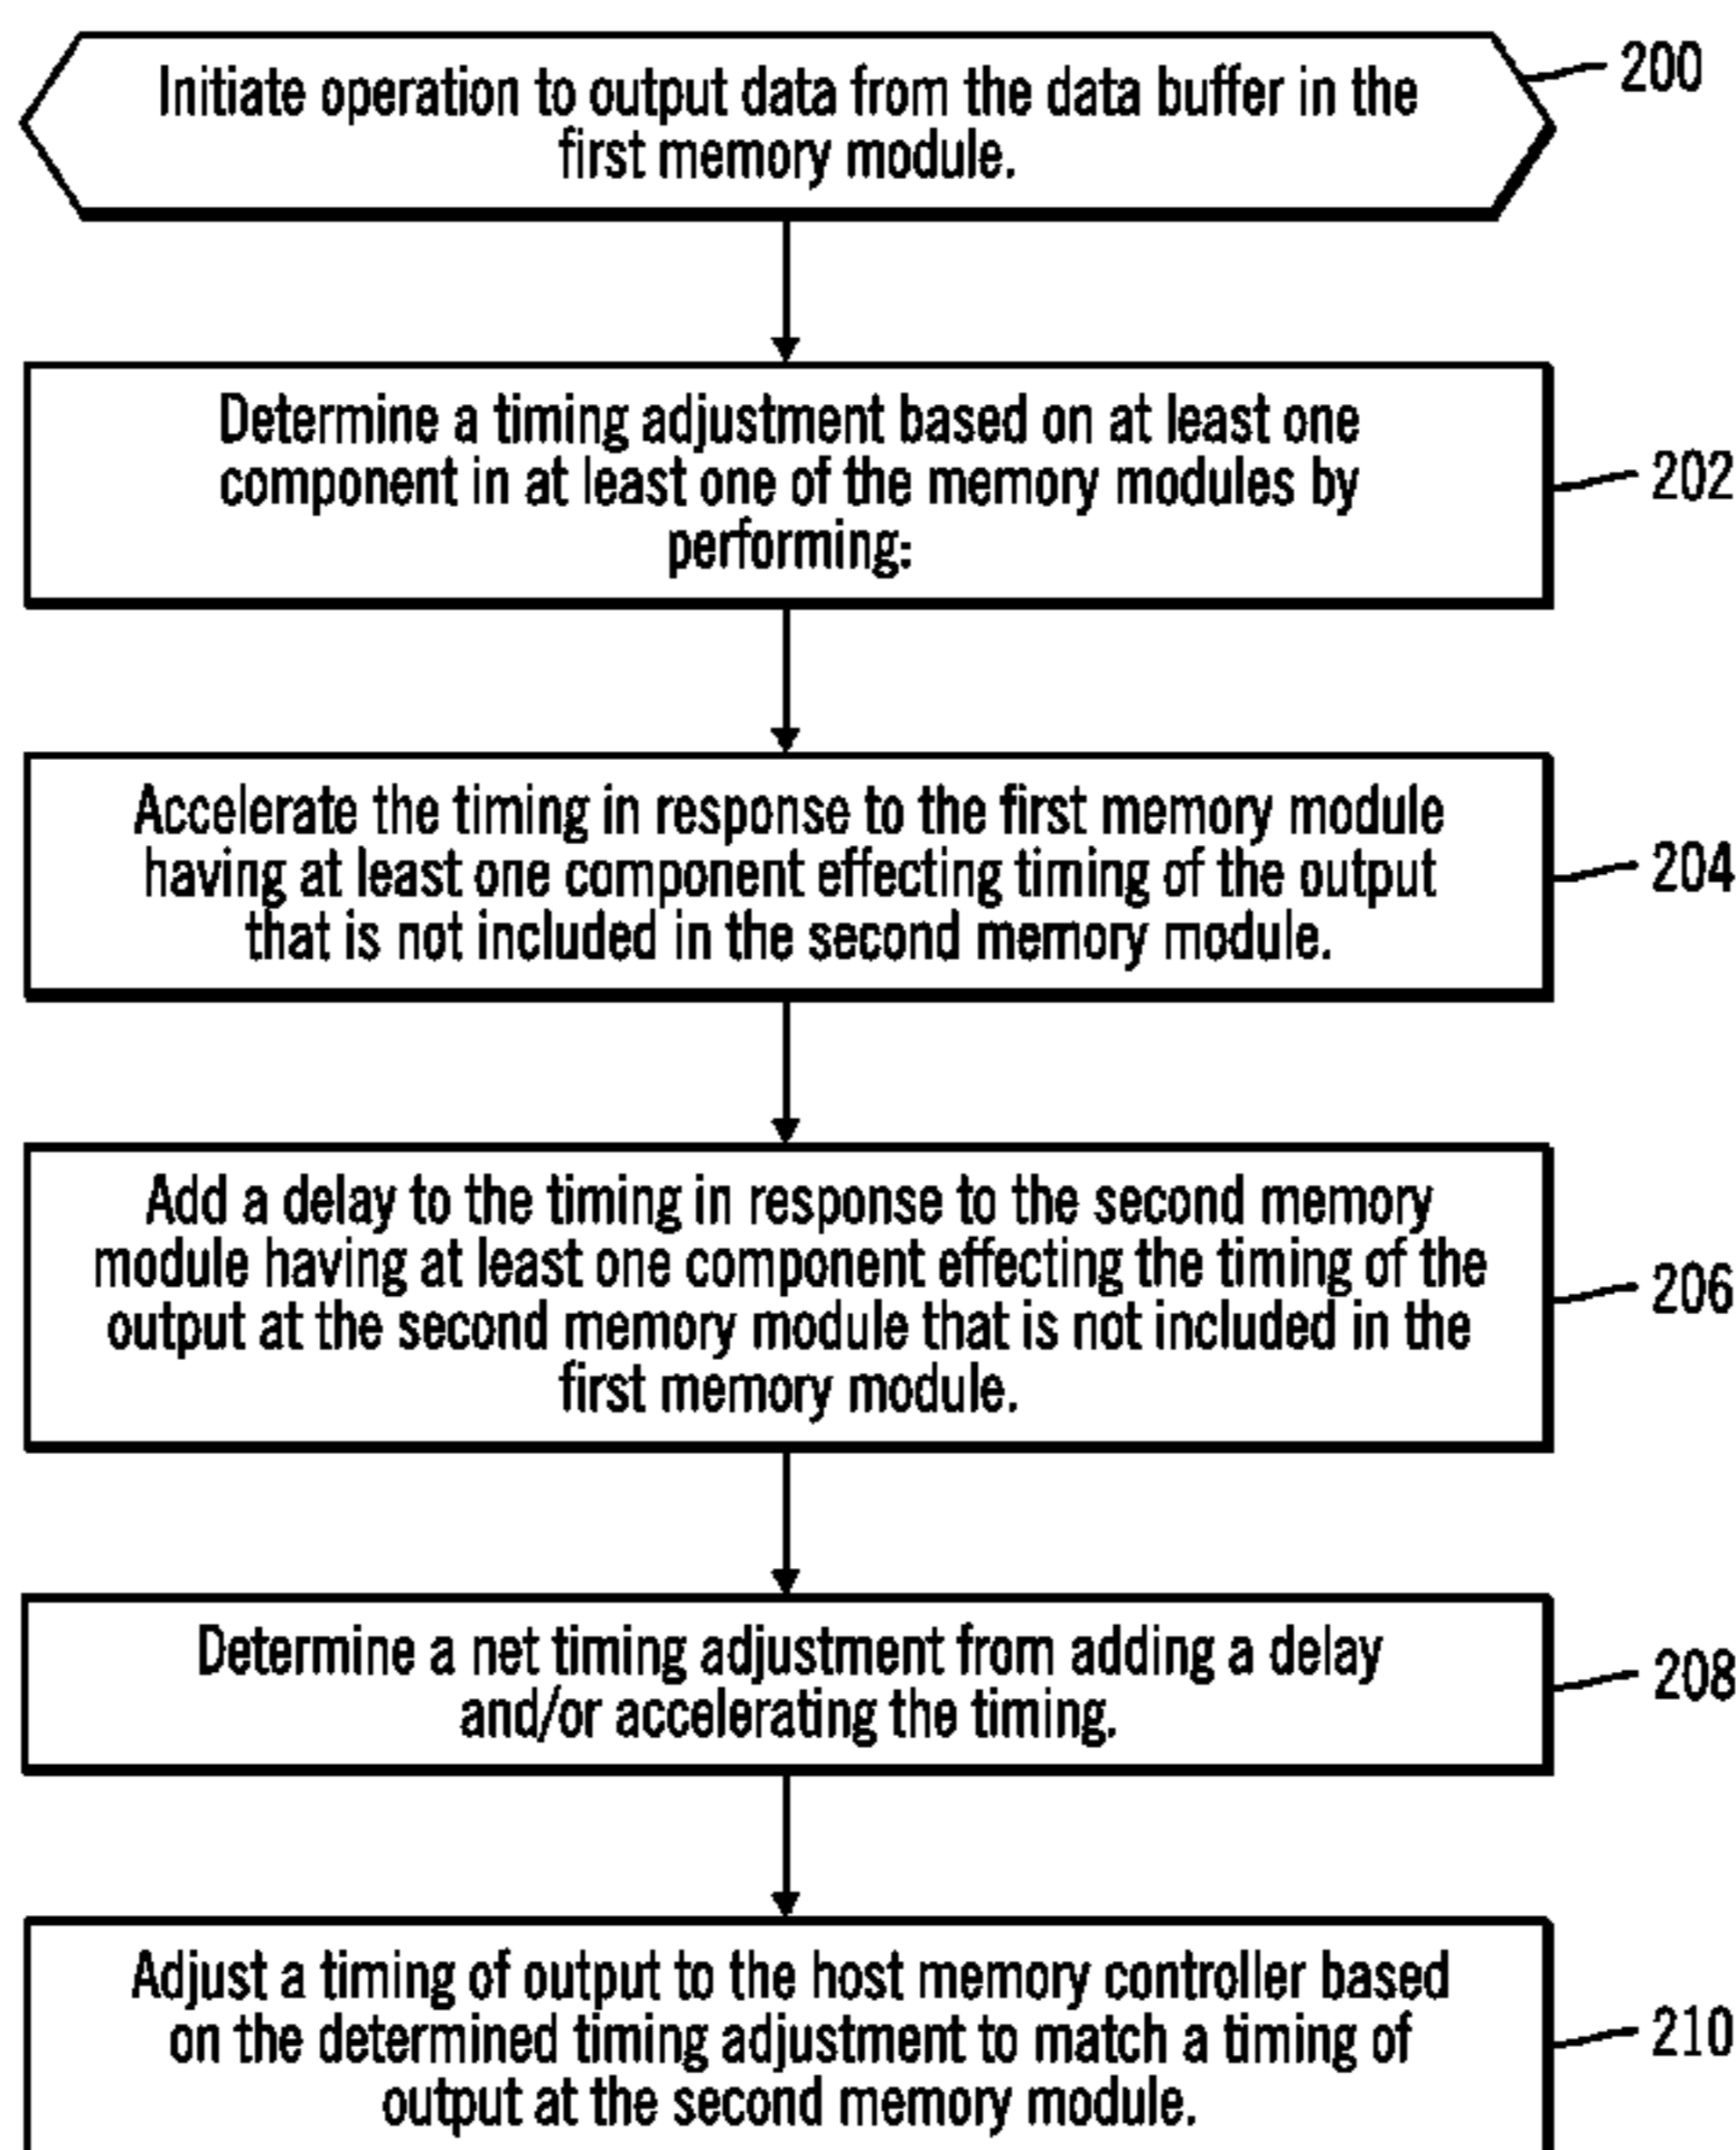 Initiate operation to output data from the data buffer in the
first memory module.
200
Determine a timing adjustment based on at least one
component in at least one of the memory modules by
performing:
202
Accelerate the timing in response to the first memory module
having at least one component effecting timing of the output
that is not included in the second memory module.
204
Add a delay to the timing in response to the second memory
module having at least one component effecting the timing of the
output at the second memory module that is not included in the
first memory module.
206
Determine a net timing adjustment from adding a delay
and/or accelerating the timing.
208
Adjust a timing of output to the host memory controller based
on the determined timing adjustment to match a timing of
output at the second memory module.
210